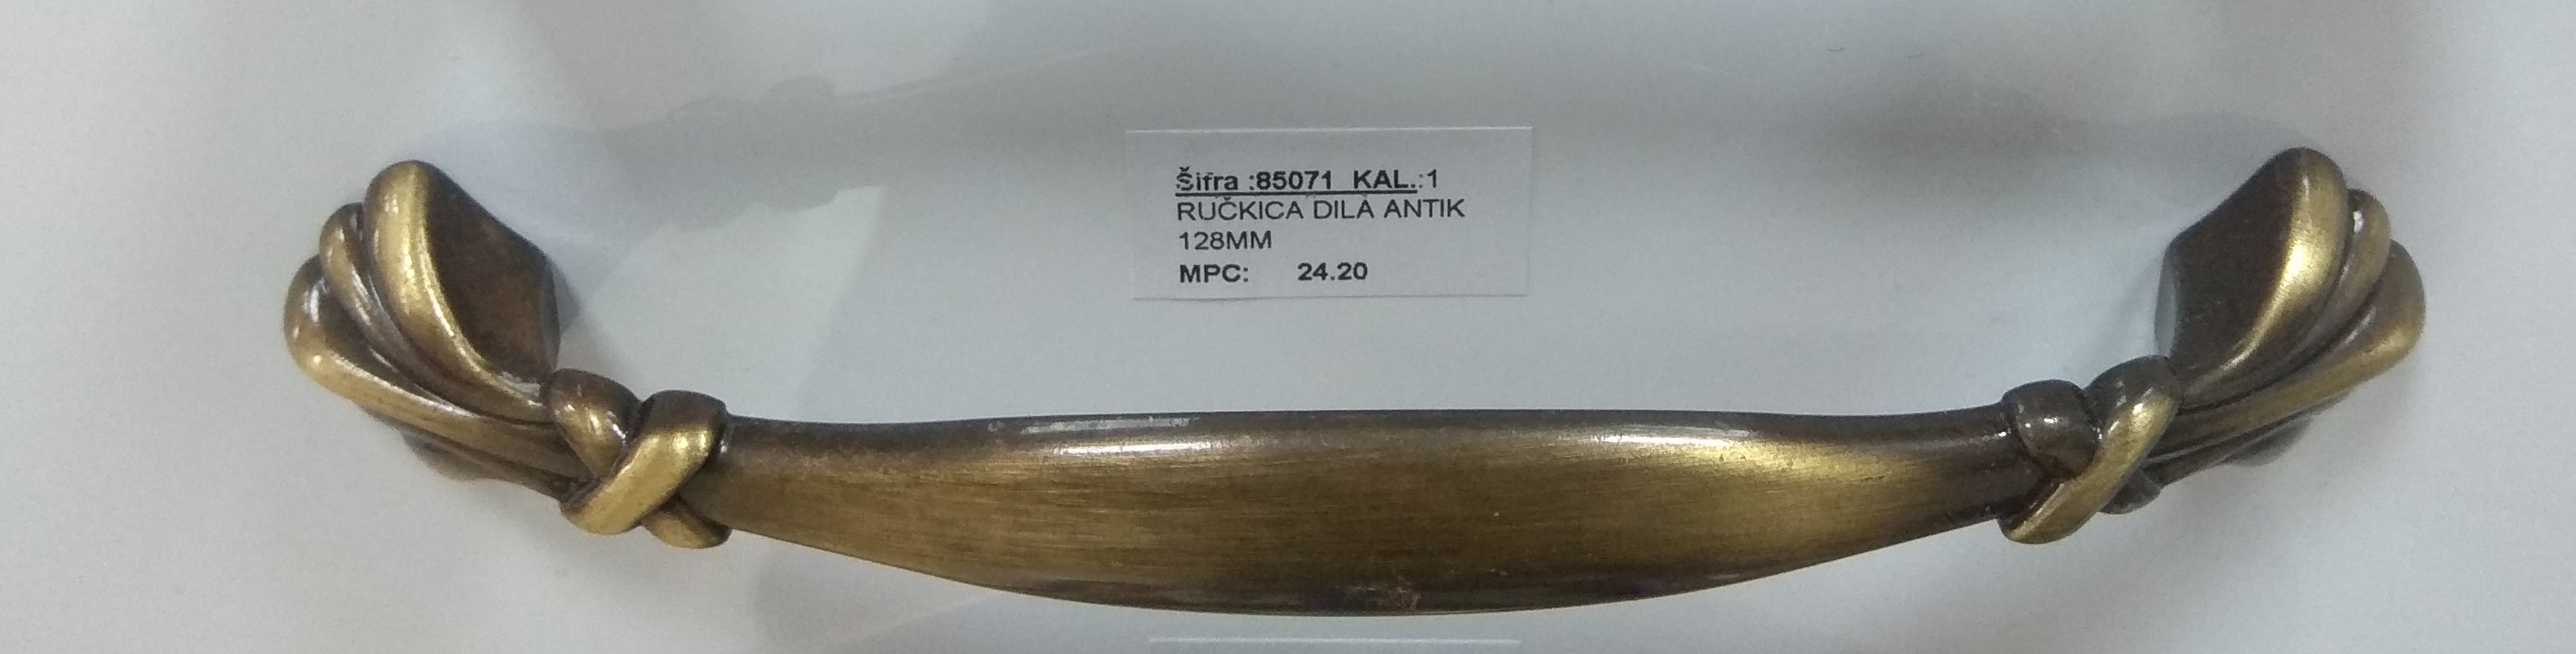 Šifra :85071 KAL.:1
RUČKICA DILA ANTIK
128MM
MPC: 24.20